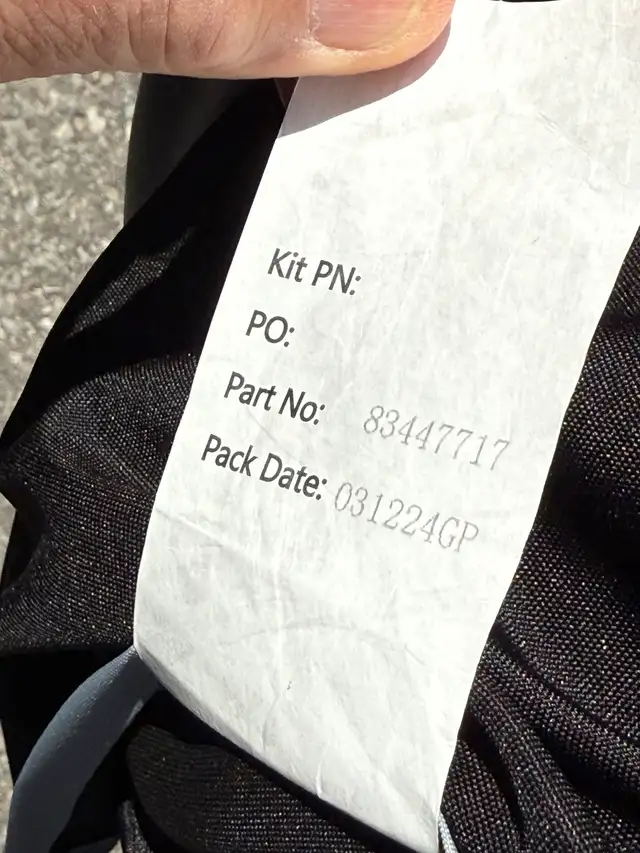 Kit PN:
PO:
Part No: 83447717
Pack Date: 031224GP